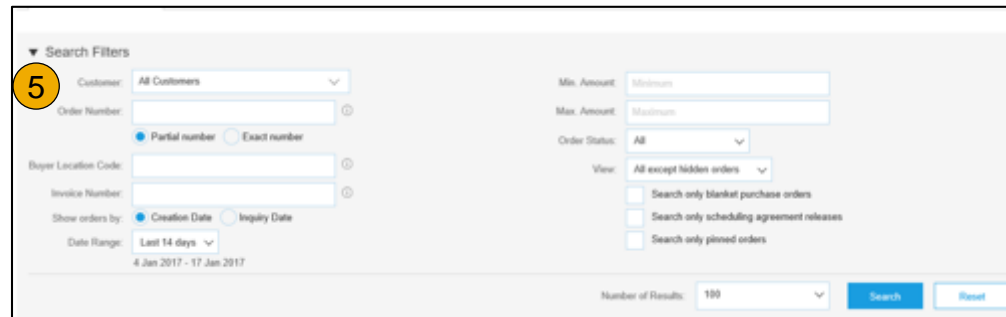 ▼ Search Filters
5
Customer: All Customers
Order Number:
Partial number Exact number
Buyer Location Code:
Invoice Number:
Show orders by: Creation Date Inquiry Date
Date Range: Last 14 days
4 Jan 2017 - 17 Jan 2017
Min. Amount: Minimum
Max. Amount: Maximum
Order Status: All
View: All except hidden orders
Search only blanket purchase orders
Search only scheduling agreement releases
Search only pinned orders
Number of Results: 100
Search Reset